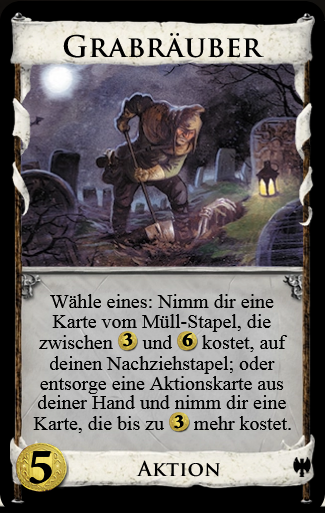 GRABRÄUBER
Wähle eines: Nimm dir eine
Karte vom Müll-Stapel, die
zwischen 3 und 6 kostet, auf
deinen Nachziehstapel; oder
entsorge eine Aktionskarte aus
deiner Hand und nimm dir eine
Karte, die bis zu 3 mehr kostet.
5
AKTION